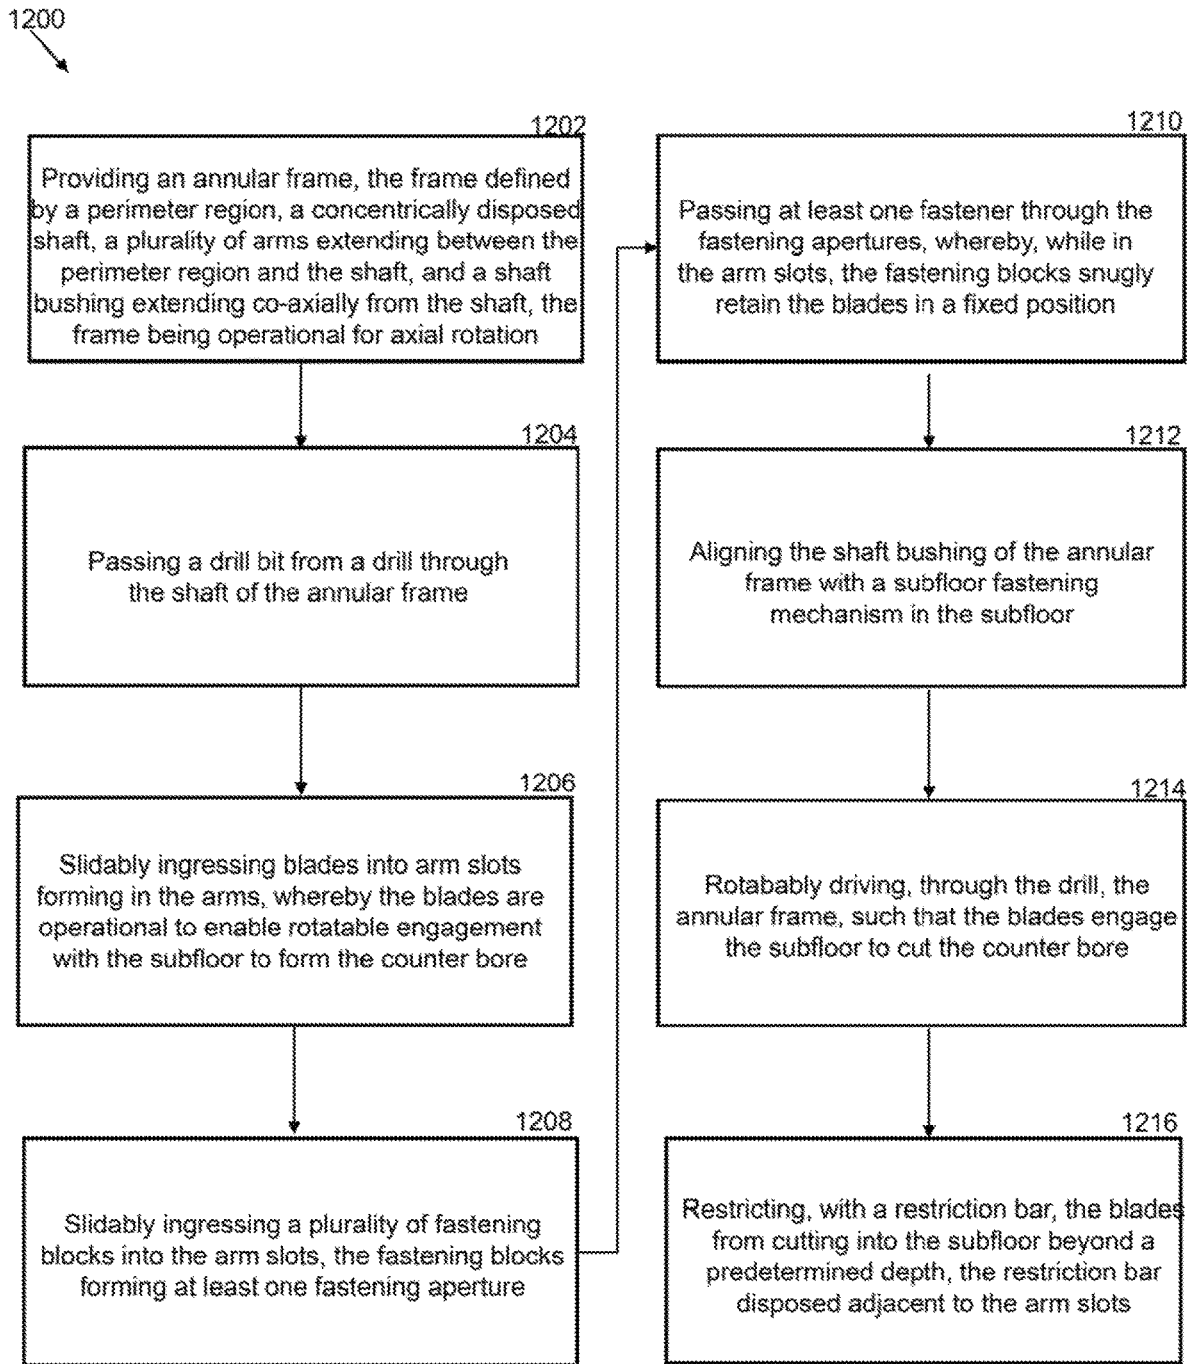 1200
1202
Providing an annular frame, the frame defined
by a perimeter region, a concentrically disposed
shaft, a plurality of arms extending between the
perimeter region and the shaft, and a shaft
bushing extending co-axially from the shaft, the
frame being operational for axial rotation
1204
Passing a drill bit from a drill through
the shaft of the annular frame
1206
Slidably ingressing blades into arm slots
forming in the arms, whereby the blades are
operational to enable rotatable engagement
with the subfloor to form the counter bore
1208
Slidably ingressing a plurality of fastening
blocks into the arm slots, the fastening blocks
forming at least one fastening aperture
1210
Passing at least one fastener through the
fastening apertures, whereby, while in
the arm slots, the fastening blocks snugly
retain the blades in a fixed position
1212
Aligning the shaft bushing of the annular
frame with a subfloor fastening
mechanism in the subfloor
1214
Rotabably driving, through the drill, the
annular frame, such that the blades engage
the subfloor to cut the counter bore
1216
Restricting, with a restriction bar, the blades
from cutting into the subfloor beyond a
predetermined depth, the restriction bar
disposed adjacent to the arm slots